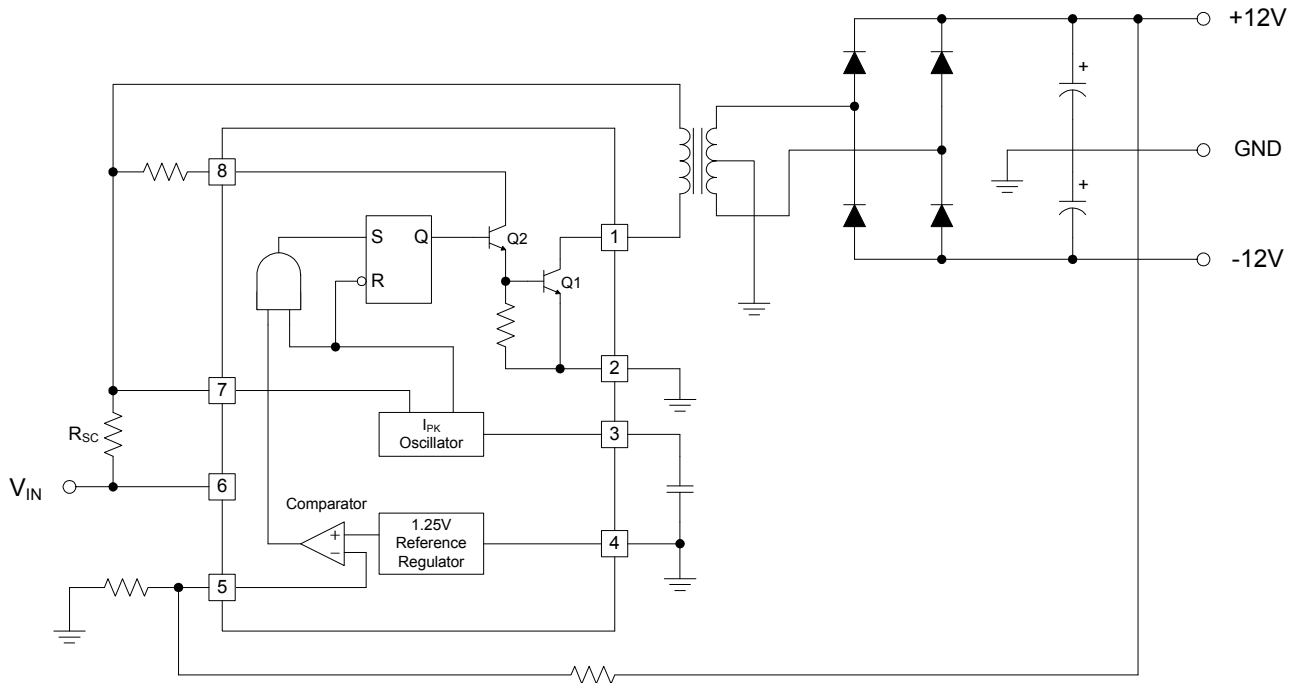 +12V
GND
-12V
8
S
Q
R
Q2
Q1
1
2
7
I_PK
Oscillator
3
R_SC
V_IN
6
Comparator
+
−
1.25V
Reference
Regulator
4
5
+
+